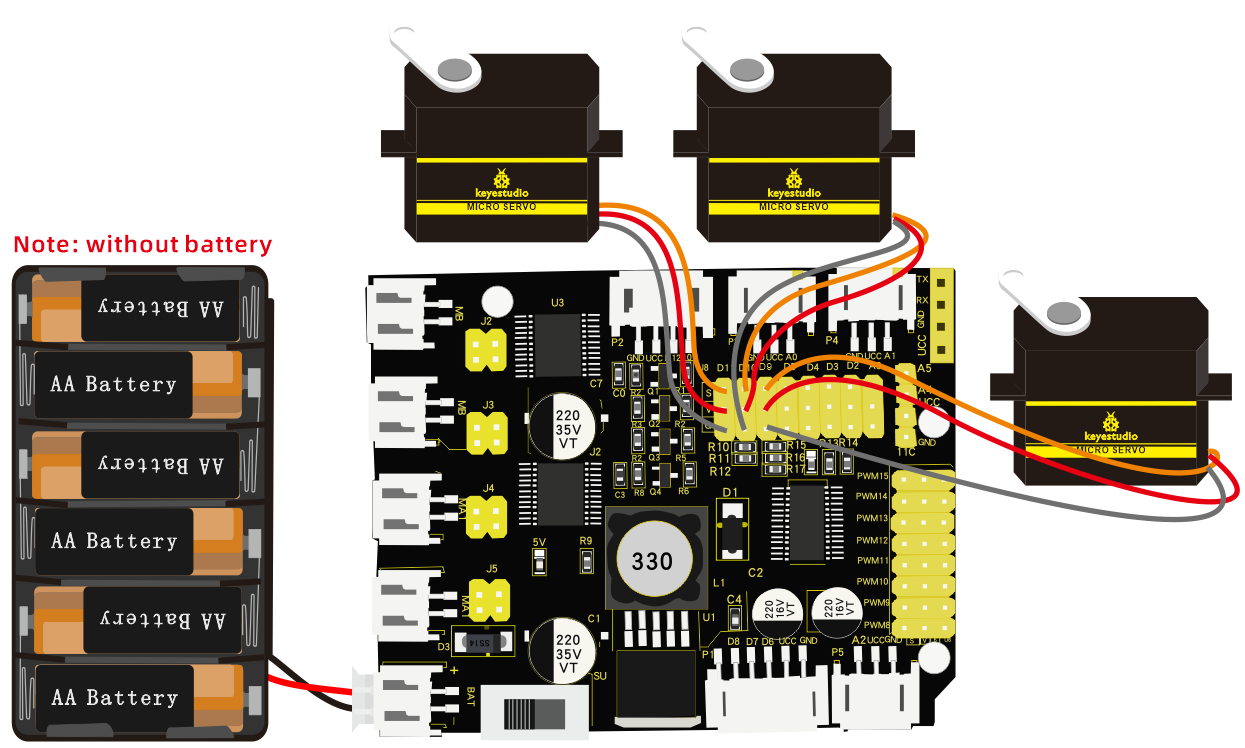 keyestudio
MICRO SERVO
keyestudio
MICRO SERVO
Note: without battery
AA Battery
AA Battery
AA Battery
AA Battery
AA Battery
AA Battery
keyestudio
MICRO SERVO
MB
J2
U3
P2
GND UCC
GND UCC A0
P4
GND UCC A1
TX
RX
GND
UCC
C7
C0
R2
Q1
R1
D1
D9
D4
D3
D2
A5
UCC
GND
MB
J3
220
35V
VT
R3
Q2
R2
J2
R2
Q3
R5
C3
R8
Q4
R6
R10
R11
R12
R15
R16
R17
R13
R14
PWM15
PWM14
PWM13
PWM12
PWM11
PWM10
PWM9
PWM8
MA1
J4
5V
R9
330
D1
C2
L1
MA1
J5
D3
SS14
C1
220
35V
VT
U1
C4
220
16V
VT
220
16V
VT
P1
D8 D7 D6 UCC GND
P5
A2 UCC GND
+
BAT
SU